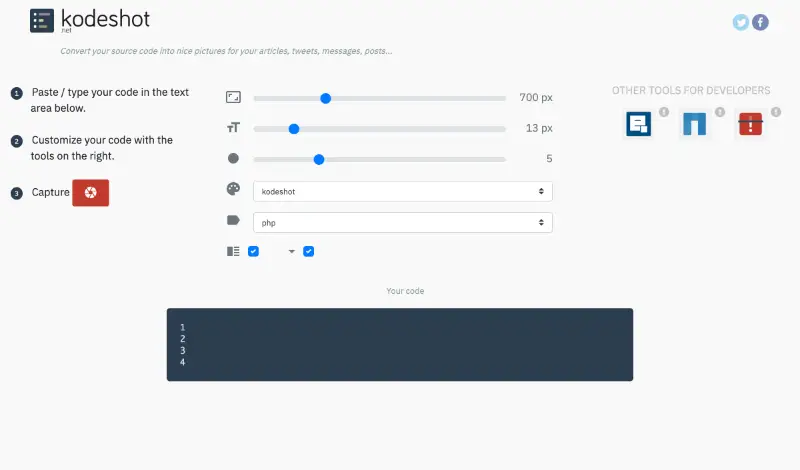 kodeshot
.net
Convert your source code into nice pictures for your articles, tweets, messages, posts...
1 Paste / type your code in the text
area below.
2 Customize your code with the
tools on the right.
3 Capture
700 px
13 px
5
kodeshot
php
OTHER TOOLS FOR DEVELOPERS
Your code
1
2
3
4